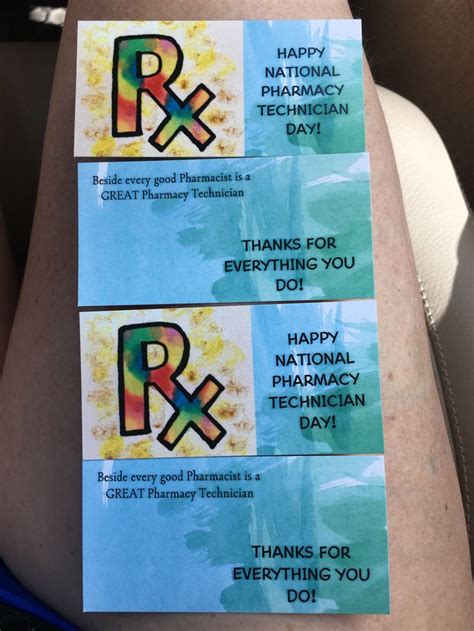 Rx
HAPPY
NATIONAL
PHARMACY
TECHNICIAN
DAY!
Beside every good Pharmacist is a
GREAT Pharmacy Technician
THANKS FOR
EVERYTHING YOU
DO!
Rx
HAPPY
NATIONAL
PHARMACY
TECHNICIAN
DAY!
Beside every good Pharmacist is a
GREAT Pharmacy Technician
THANKS FOR
EVERYTHING YOU
DO!